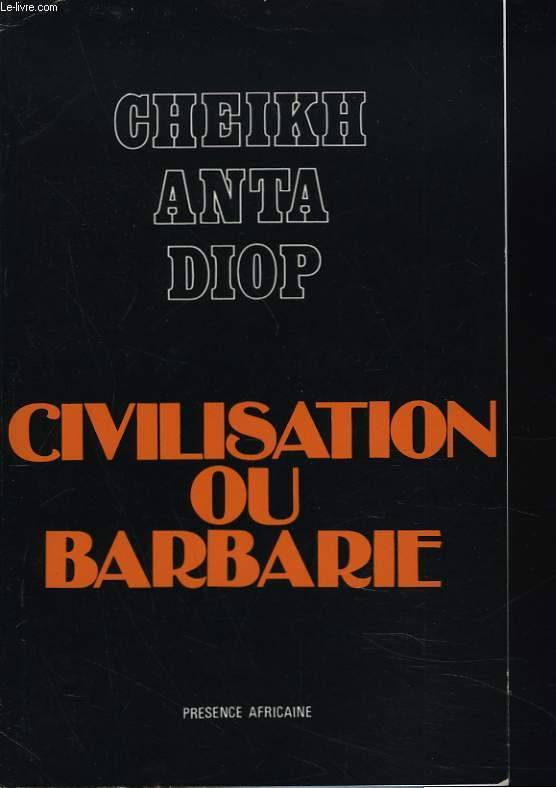 Le-livre.com
CHEIKH
ANTA
DIOP
CIVILISATION
OU
BARBARIE
PRESENCE AFRICAINE